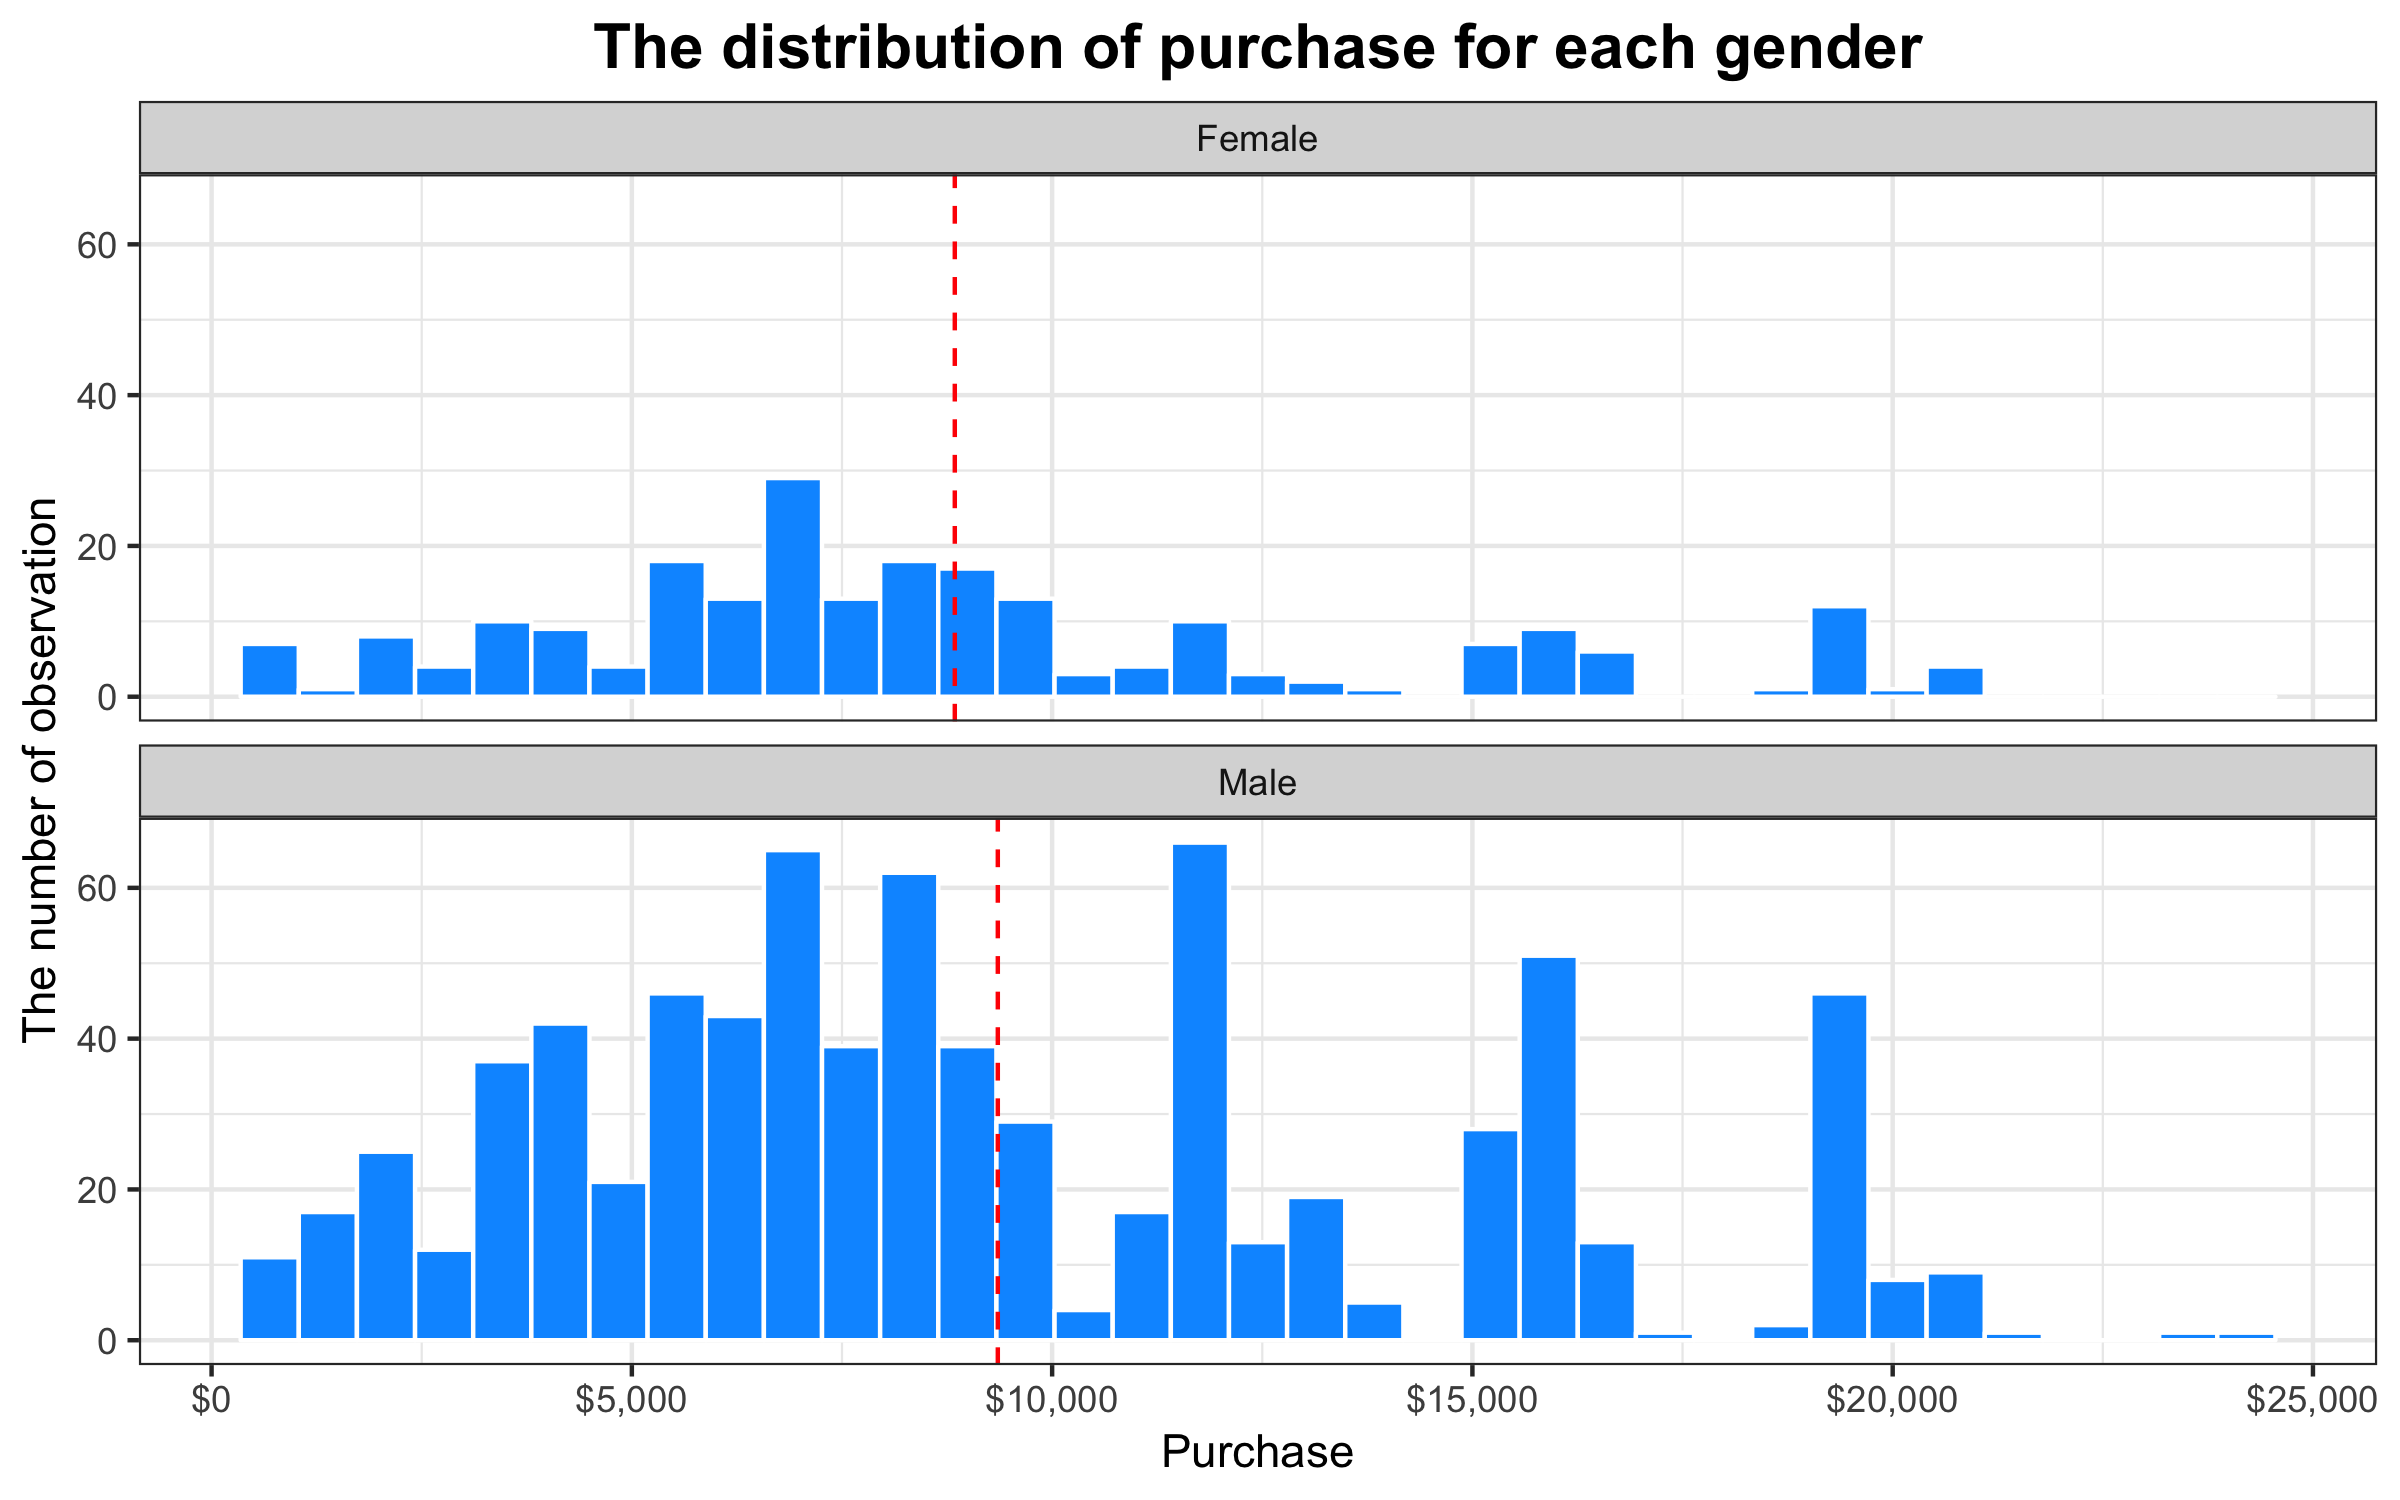 The distribution of purchase for each gender
Female
60
40
20
0
The number of observation
Male
60
40
20
0
$0
$5,000
$10,000
$15,000
$20,000
$25,000
Purchase